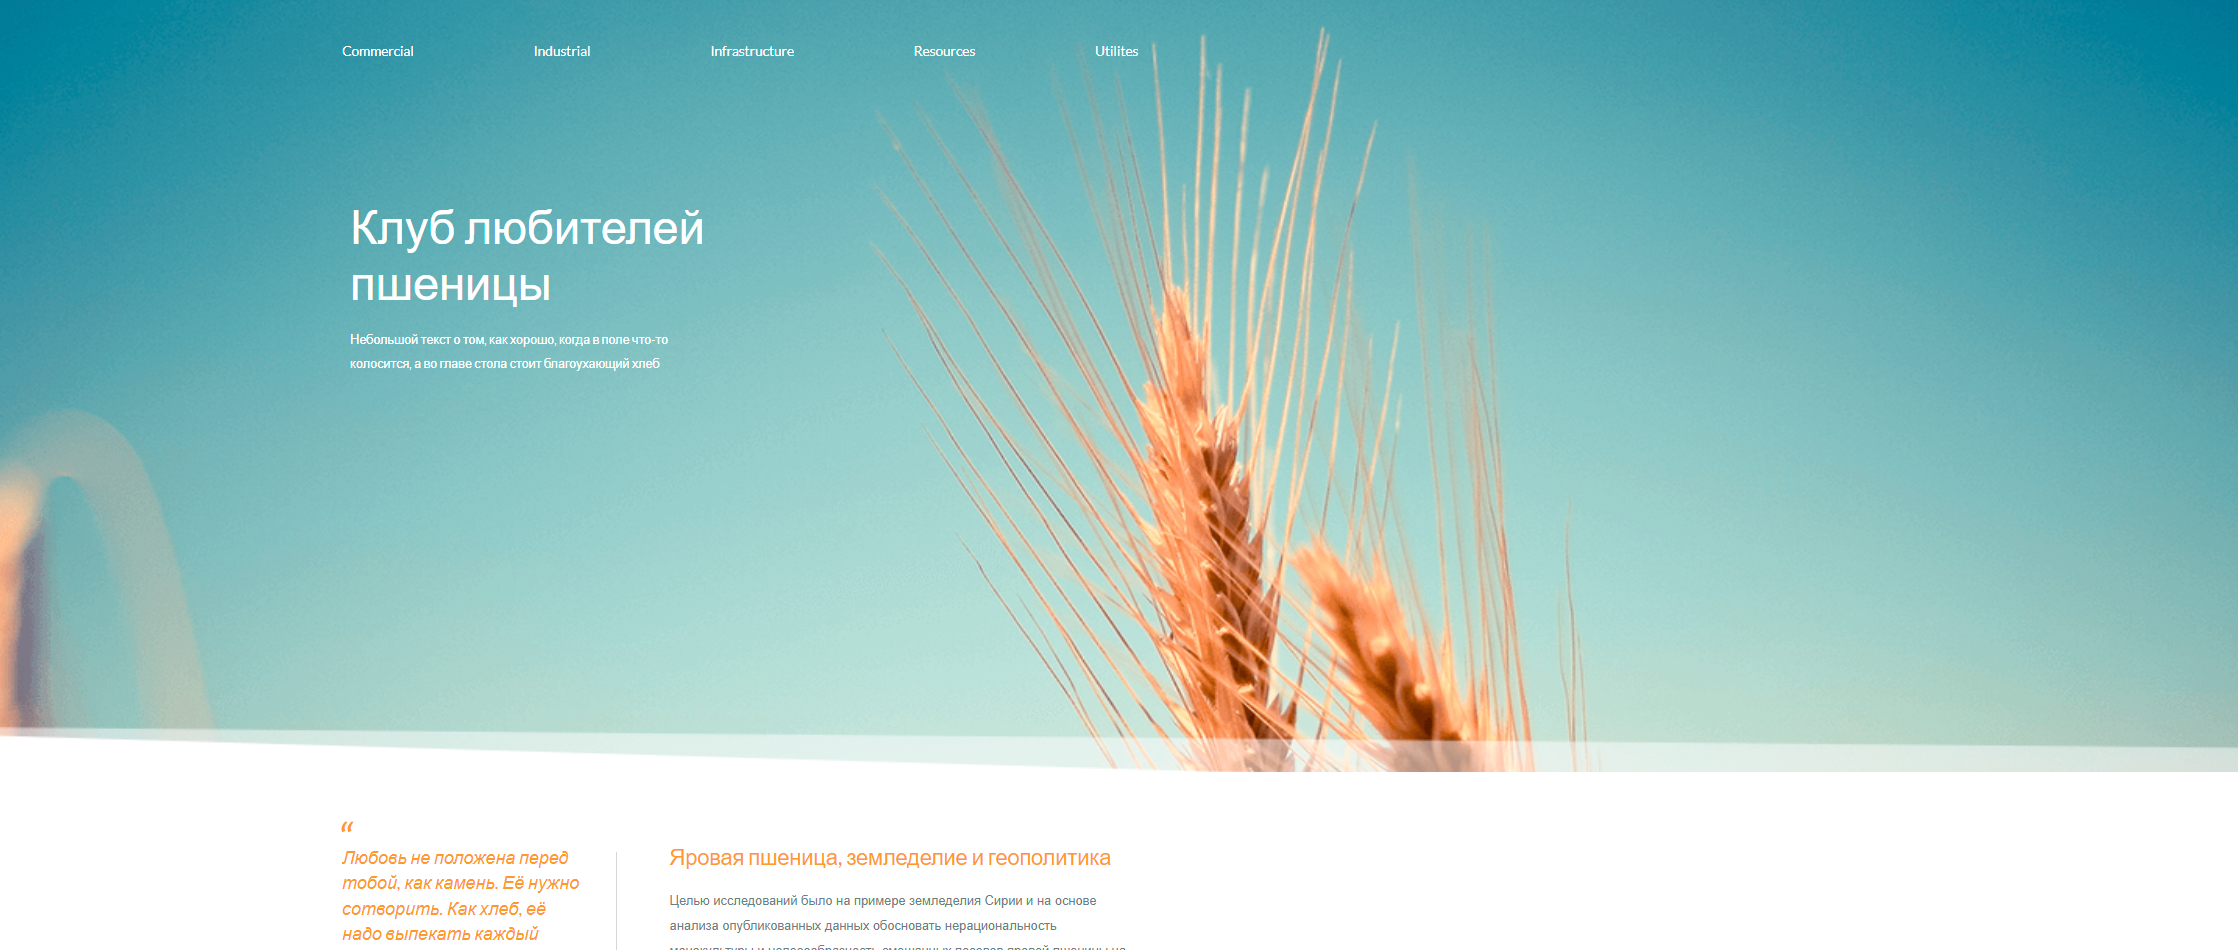 Commercial Industrial Infrastructure Resources Utilites
Клуб любителей
пшеницы
Небольшой текст о том, как хорошо, когда в поле что-то
колосится, а во главе стола стоит благоухающий хлеб
“
Любовь не положена перед
тобой, как камень. Её нужно
сотворить. Как хлеб, её
надо выпекать каждый
Яровая пшеница, земледелие и геополитика
Целью исследований было на примере земледелия Сирии и на основе
анализа опубликованных данных обосновать нерациональность